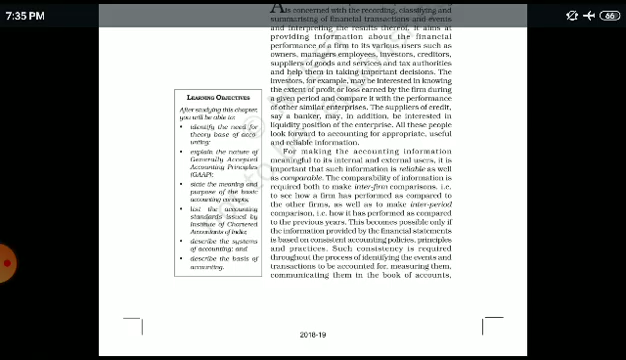 7:35 PM
66
A
is concerned with the recording, classifying and
summarising of financial transactions and events
and interpreting the results thereof. It aims at
providing information about the financial
performance of a firm to its various users such as
owners, managers employees, investors, creditors,
suppliers of goods and services and tax authorities
and help them in taking important decisions. The
investors, for example, may be interested in knowing
the extent of profit or loss earned by the firm during
a given period and compare it with the performance
of other similar enterprises. The suppliers of credit,
say a banker, may, in addition, be interested in
liquidity position of the enterprise. All these people
look forward to accounting for appropriate, useful
and reliable information.
For making the accounting information
meaningful to its internal and external users, it is
important that such information is reliable as well
as comparable. The comparability of information is
required both to make inter-firm comparisons, i.e.
to see how a firm has performed as compared to
the other firms, as well as to make inter-period
comparison, i.e. how it has performed as compared
to the previous years. This becomes possible only if
the information provided by the financial statements
is based on consistent accounting policies, principles
and practices. Such consistency is required
throughout the process of identifying the events and
transactions to be accounted for, measuring them,
communicating them in the book of accounts,
LEARNING OBJECTIVES
After studying this chapter,
you will be able to:
• identify the need for
theory base of acco-
unting;
• explain the nature of
Generally Accepted
Accounting Principles
(GAAP);
• state the meaning and
purpose of the basic
accounting concepts;
• list the accounting
standards issued by
Institute of Chartered
Accountants of India;
• describe the systems
of accounting; and
• describe the basis of
accounting.
2018-19